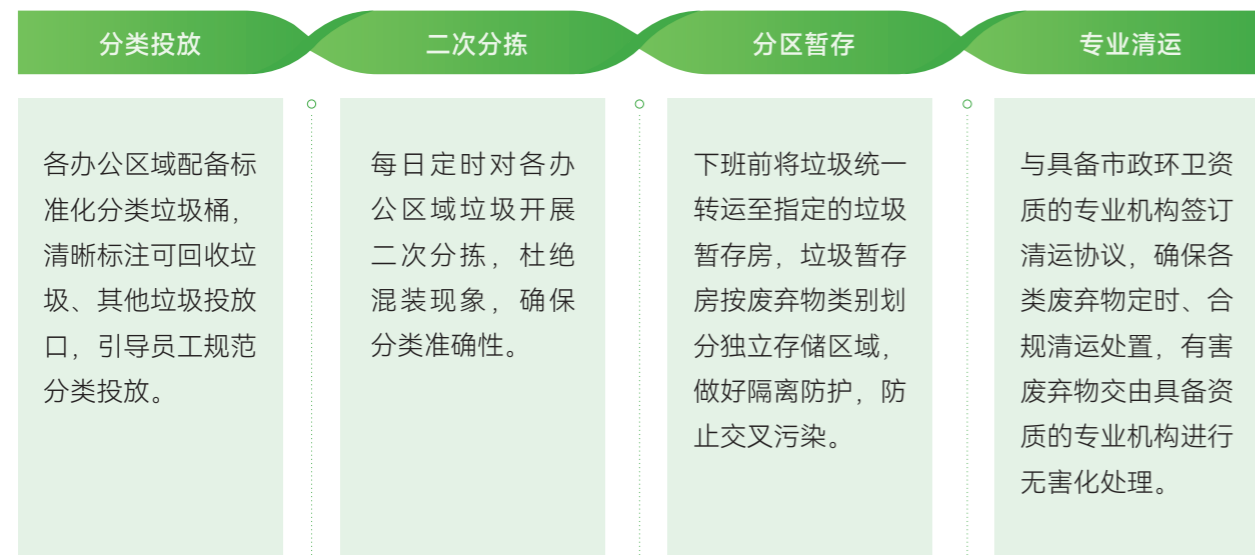 分类投放
各办公区域配备标
准化分类垃圾桶，
清晰标注可回收垃
圾、其他垃圾投放
口，引导员工规范
分类投放。
二次分拣
每日定时对各办
公区域垃圾开展
二次分拣，杜绝
混装现象，确保
分类准确性。
分区暂存
下班前将垃圾统一
转运至指定的垃圾
暂存房，垃圾暂存
房按废弃物类别划
分独立存储区域，
做好隔离防护，防
止交叉污染。
专业清运
与具备市政环卫资
质的专业机构签订
清运协议，确保各
类废弃物定时、合
规清运处置，有害
废弃物交由具备资
质的专业机构进行
无害化处理。